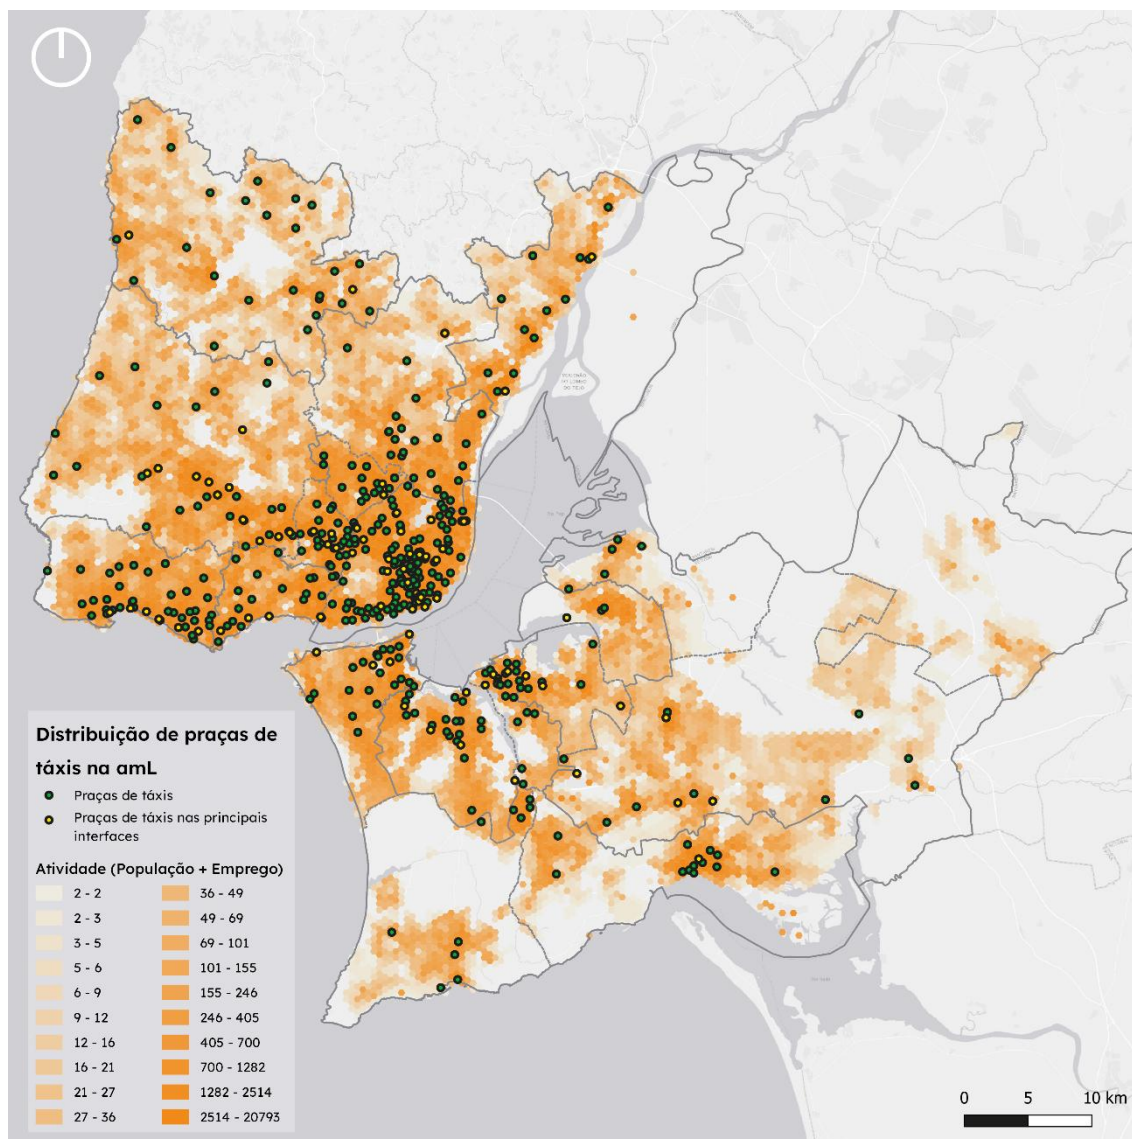 Distribuição de praças de
táxis na amL
Praças de táxis
Praças de táxis nas principais
interfaces
Atividade (População + Emprego)
2 - 2
2 - 3
3 - 5
5 - 6
6 - 9
9 - 12
12 - 16
16 - 21
21 - 27
27 - 36
36 - 49
49 - 69
69 - 101
101 - 155
155 - 246
246 - 405
405 - 700
700 - 1282
1282 - 2514
2514 - 20793
0 5 10 km